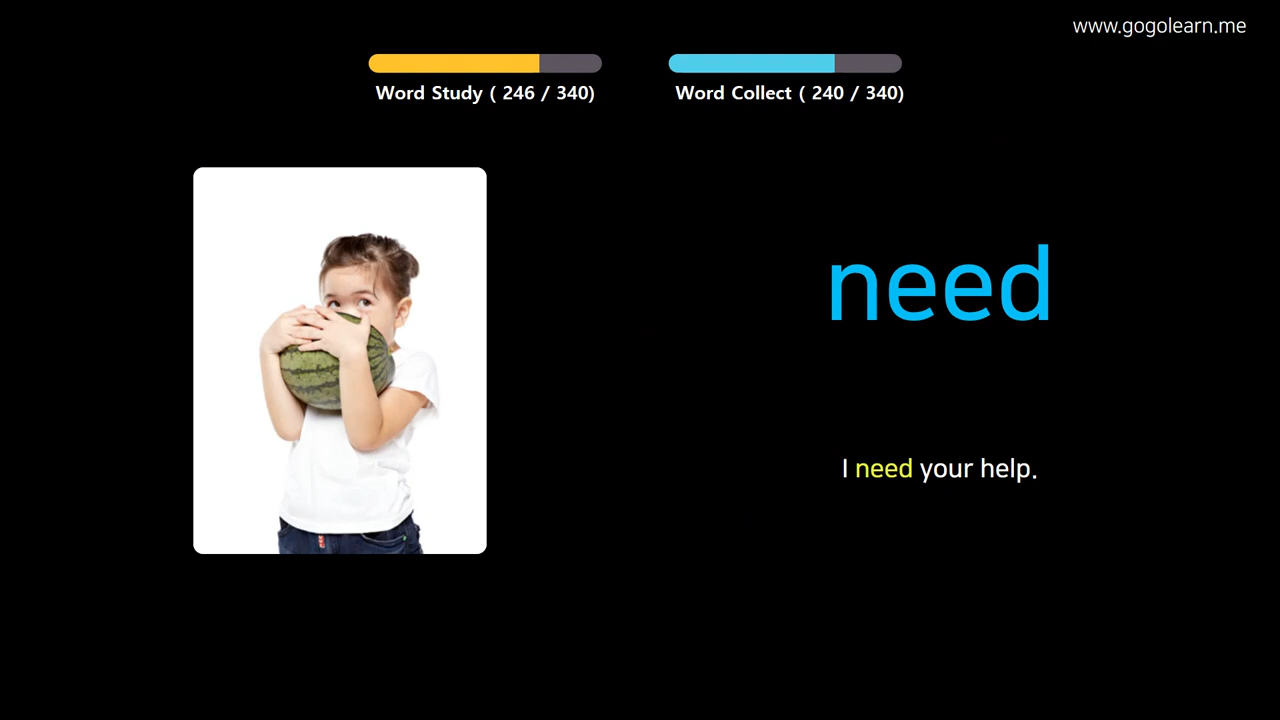 www.gogolearn.me
Word Study ( 246 / 340)
Word Collect ( 240 / 340)
need
I need your help.